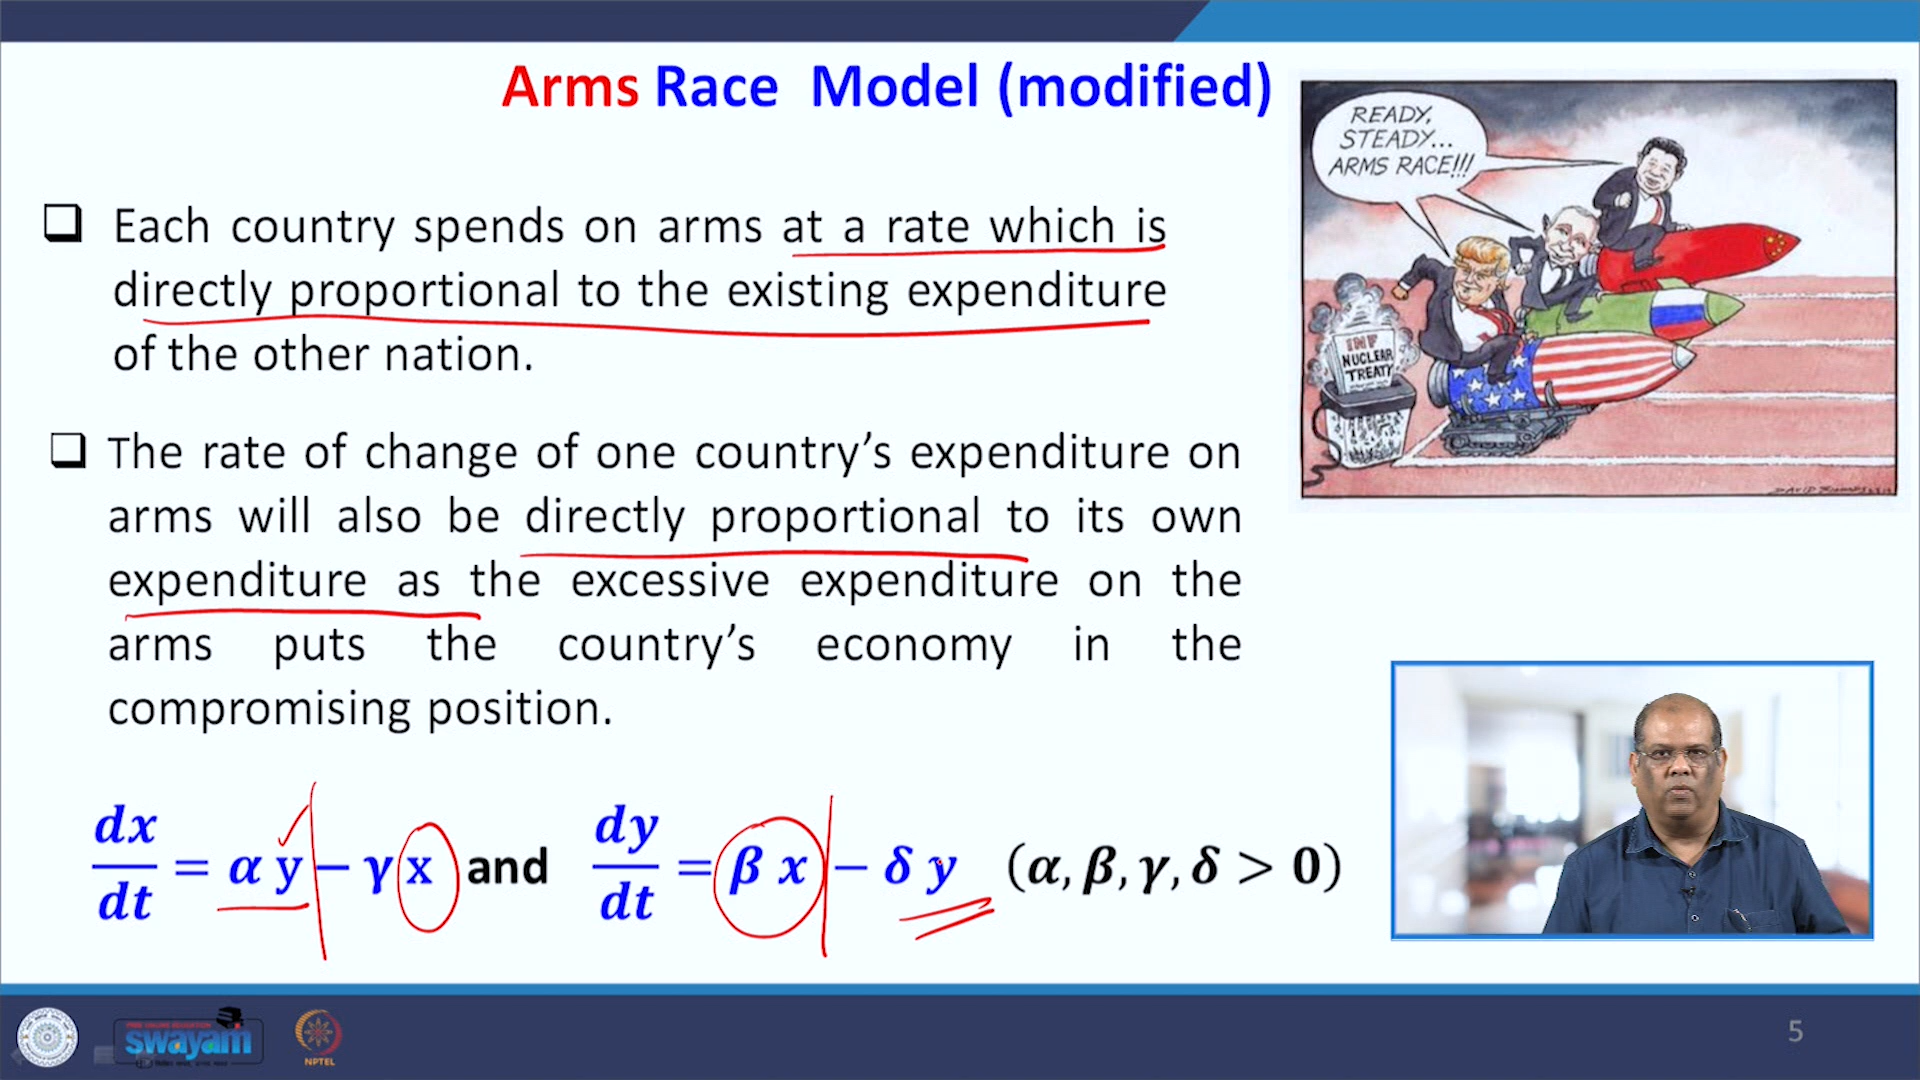 Arms Race Model (modified)
READY,
STEADY...
ARMS RACE!!!
INF
NUCLEAR
TREATY
Each country spends on arms at a rate which is
directly proportional to the existing expenditure
of the other nation.
The rate of change of one country’s expenditure on
arms will also be directly proportional to its own
expenditure as the excessive expenditure on the
arms puts the country’s economy in the
compromising position.
dx/dt = α y − γ x and dy/dt = β x − δ y (α, β, γ, δ > 0)
swayam
NPTEL
5